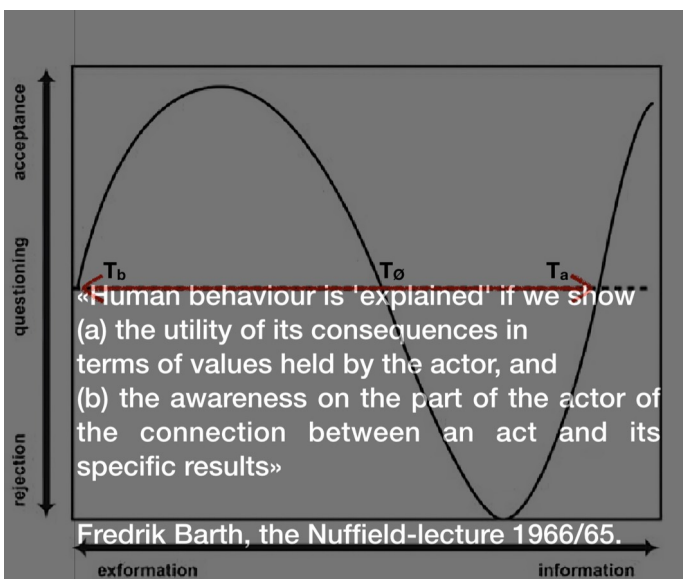 acceptance
questioning
rejection
Tb TØ Ta
«Human behaviour is 'explained' if we show
(a) the utility of its consequences in
terms of values held by the actor, and
(b) the awareness on the part of the actor of
the connection between an act and its
specific results»
Fredrik Barth, the Nuffield-lecture 1966/65.
exformation information